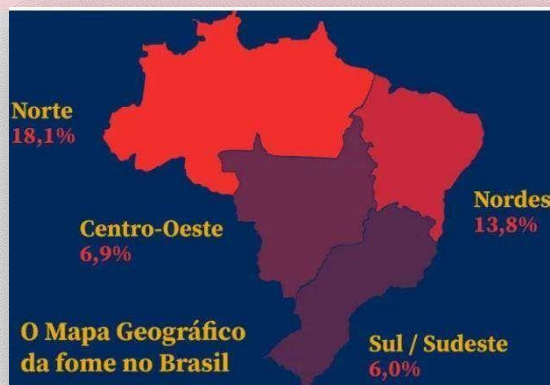 Norte
18,1%
Nordes
13,8%
Centro-Oeste
6,9%
O Mapa Geográfico
da fome no Brasil
Sul / Sudeste
6,0%